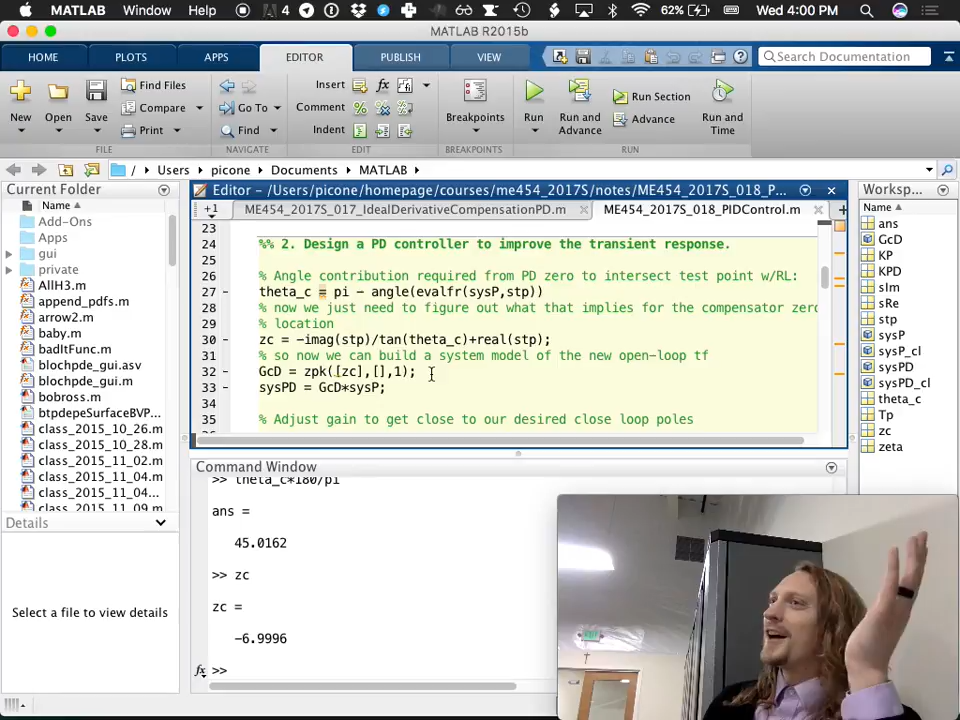 MATLAB Window Help 4 62% Wed 4:00 PM
MATLAB R2015b
HOME PLOTS APPS EDITOR PUBLISH VIEW Search Documentation
New Open Save Find Files Compare Print
Go To Find
Insert fx Comment % Indent
Breakpoints
Run Run and Advance Run Section Advance Run and Time
FILE NAVIGATE EDIT BREAKPOINTS RUN
/ Users picone Documents MATLAB
Current Folder
Name
Add-Ons
Apps
gui
private
AllH3.m
append_pdfs.m
arrow2.m
baby.m
baditFunc.m
blochpde_gui.asv
blochpde_gui.m
bobross.m
btpdepeSurfaceBVP...
class_2015_10_26.m
class_2015_10_28.m
class_2015_11_02.m
class_2015_11_04.m
class_2015_11_04...
class_2015_11_09.m
Details
Select a file to view details
Editor - /Users/picone/homepage/courses/me454_2017S/notes/ME454_2017S_018_P...
+1 ME454_2017S_017_IdealDerivativeCompensationPD.m ME454_2017S_018_PIDControl.m
23
24 %% 2. Design a PD controller to improve the transient response.
25
26 % Angle contribution required from PD zero to intersect test point w/RL:
27 theta_c = pi - angle(evalfr(sysP,stp))
28 % now we just need to figure out what that implies for the compensator zero
29 % location
30 zc = -imag(stp)/tan(theta_c)+real(stp);
31 % so now we can build a system model of the new open-loop tf
32 GcD = zpk([zc],[],1);
33 sysPD = GcD*sysP;
34
35 % Adjust gain to get close to our desired close loop poles
Command Window
>> theta_c*180/pi
ans =
45.0162
>> zc
zc =
-6.9996
fx >>
Worksp...
Name
ans
GcD
KP
KPD
sIm
sRe
stp
sysP
sysP_cl
sysPD
sysPD_cl
theta_c
Tp
zc
zeta